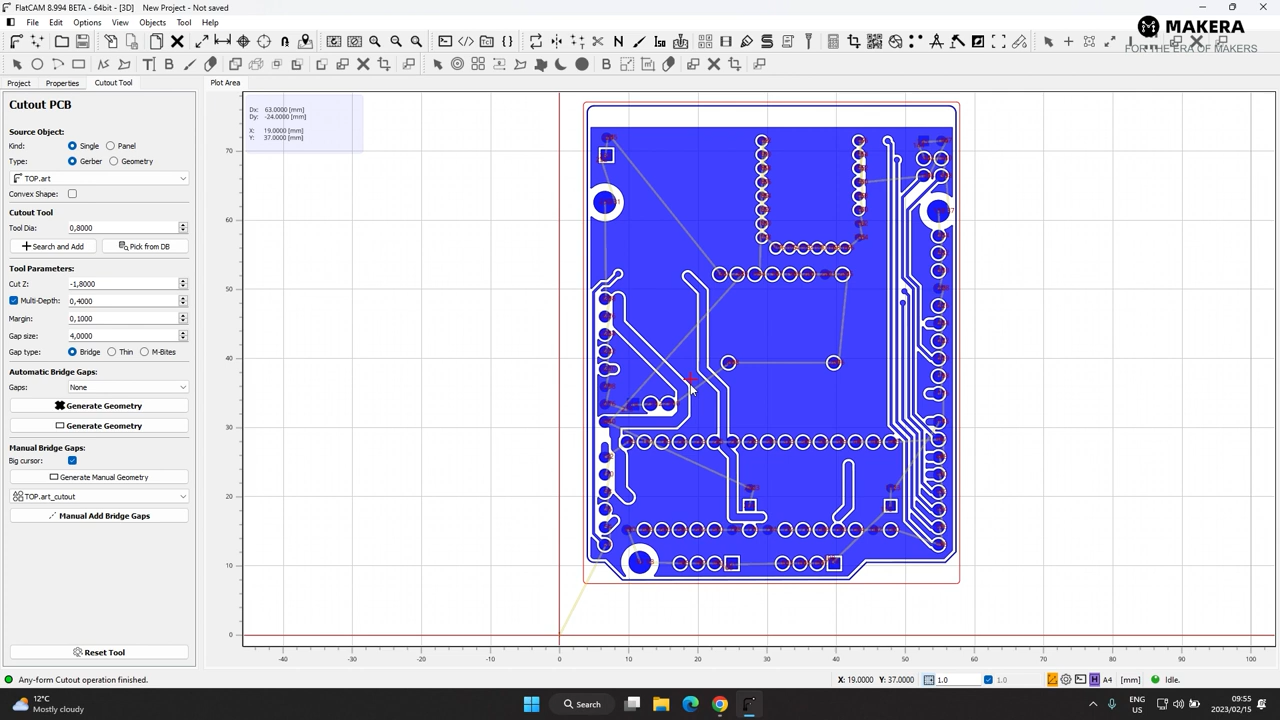 FlatCAM 8.994 BETA - 64bit - [3D] New Project - Not saved
File Edit Options View Objects Tool Help
MAKERA
FOR THE ERA OF MAKERS
Project Properties Cutout Tool
Plot Area
Cutout PCB
Source Object:
Kind: Single Panel
Type: Gerber Geometry
TOP.art
Convex Shape:
Cutout Tool
Tool Dia: 0,8000
Search and Add Pick from DB
Tool Parameters:
Cut Z: -1,8000
Multi-Depth: 0,4000
Margin: 0,1000
Gap size: 4,0000
Gap type: Bridge Thin M-Bites
Automatic Bridge Gaps:
Gaps: None
Generate Geometry
Generate Geometry
Manual Bridge Gaps:
Big cursor:
Generate Manual Geometry
TOP.art_cutout
Manual Add Bridge Gaps
Reset Tool
Dx: 63.0000 [mm]
Dy: -24.0000 [mm]
X: 19.0000 [mm]
Y: 37.0000 [mm]
70
60
50
40
30
20
10
0
-40 -30 -20 -10 0 10 20 30 40 50 60 70 80 90 100
Any-form Cutout operation finished.
X: 19.0000 Y: 37.0000 1.0 1.0 H A4 [mm] Idle.
12°C
Mostly cloudy
Search
ENG
US
09:55
2023/02/15